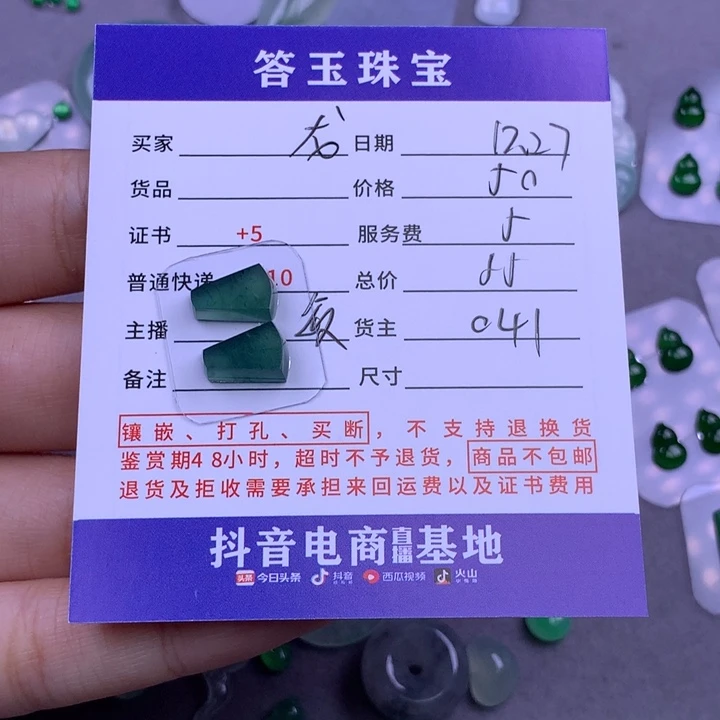 答玉珠宝
买家 龙 日期 12.27
货品 价格 50
证书 +5 服务费 5
普通快递 10 总价 55
主播 货主 041
备注 尺寸
镶嵌、打孔、买断，不支持退换货
鉴赏期48小时，超时不予退货，商品不包邮
退货及拒收需要承担来回运费以及证书费用
抖音电商直播基地
头条 今日头条 抖音 西瓜视频 火山